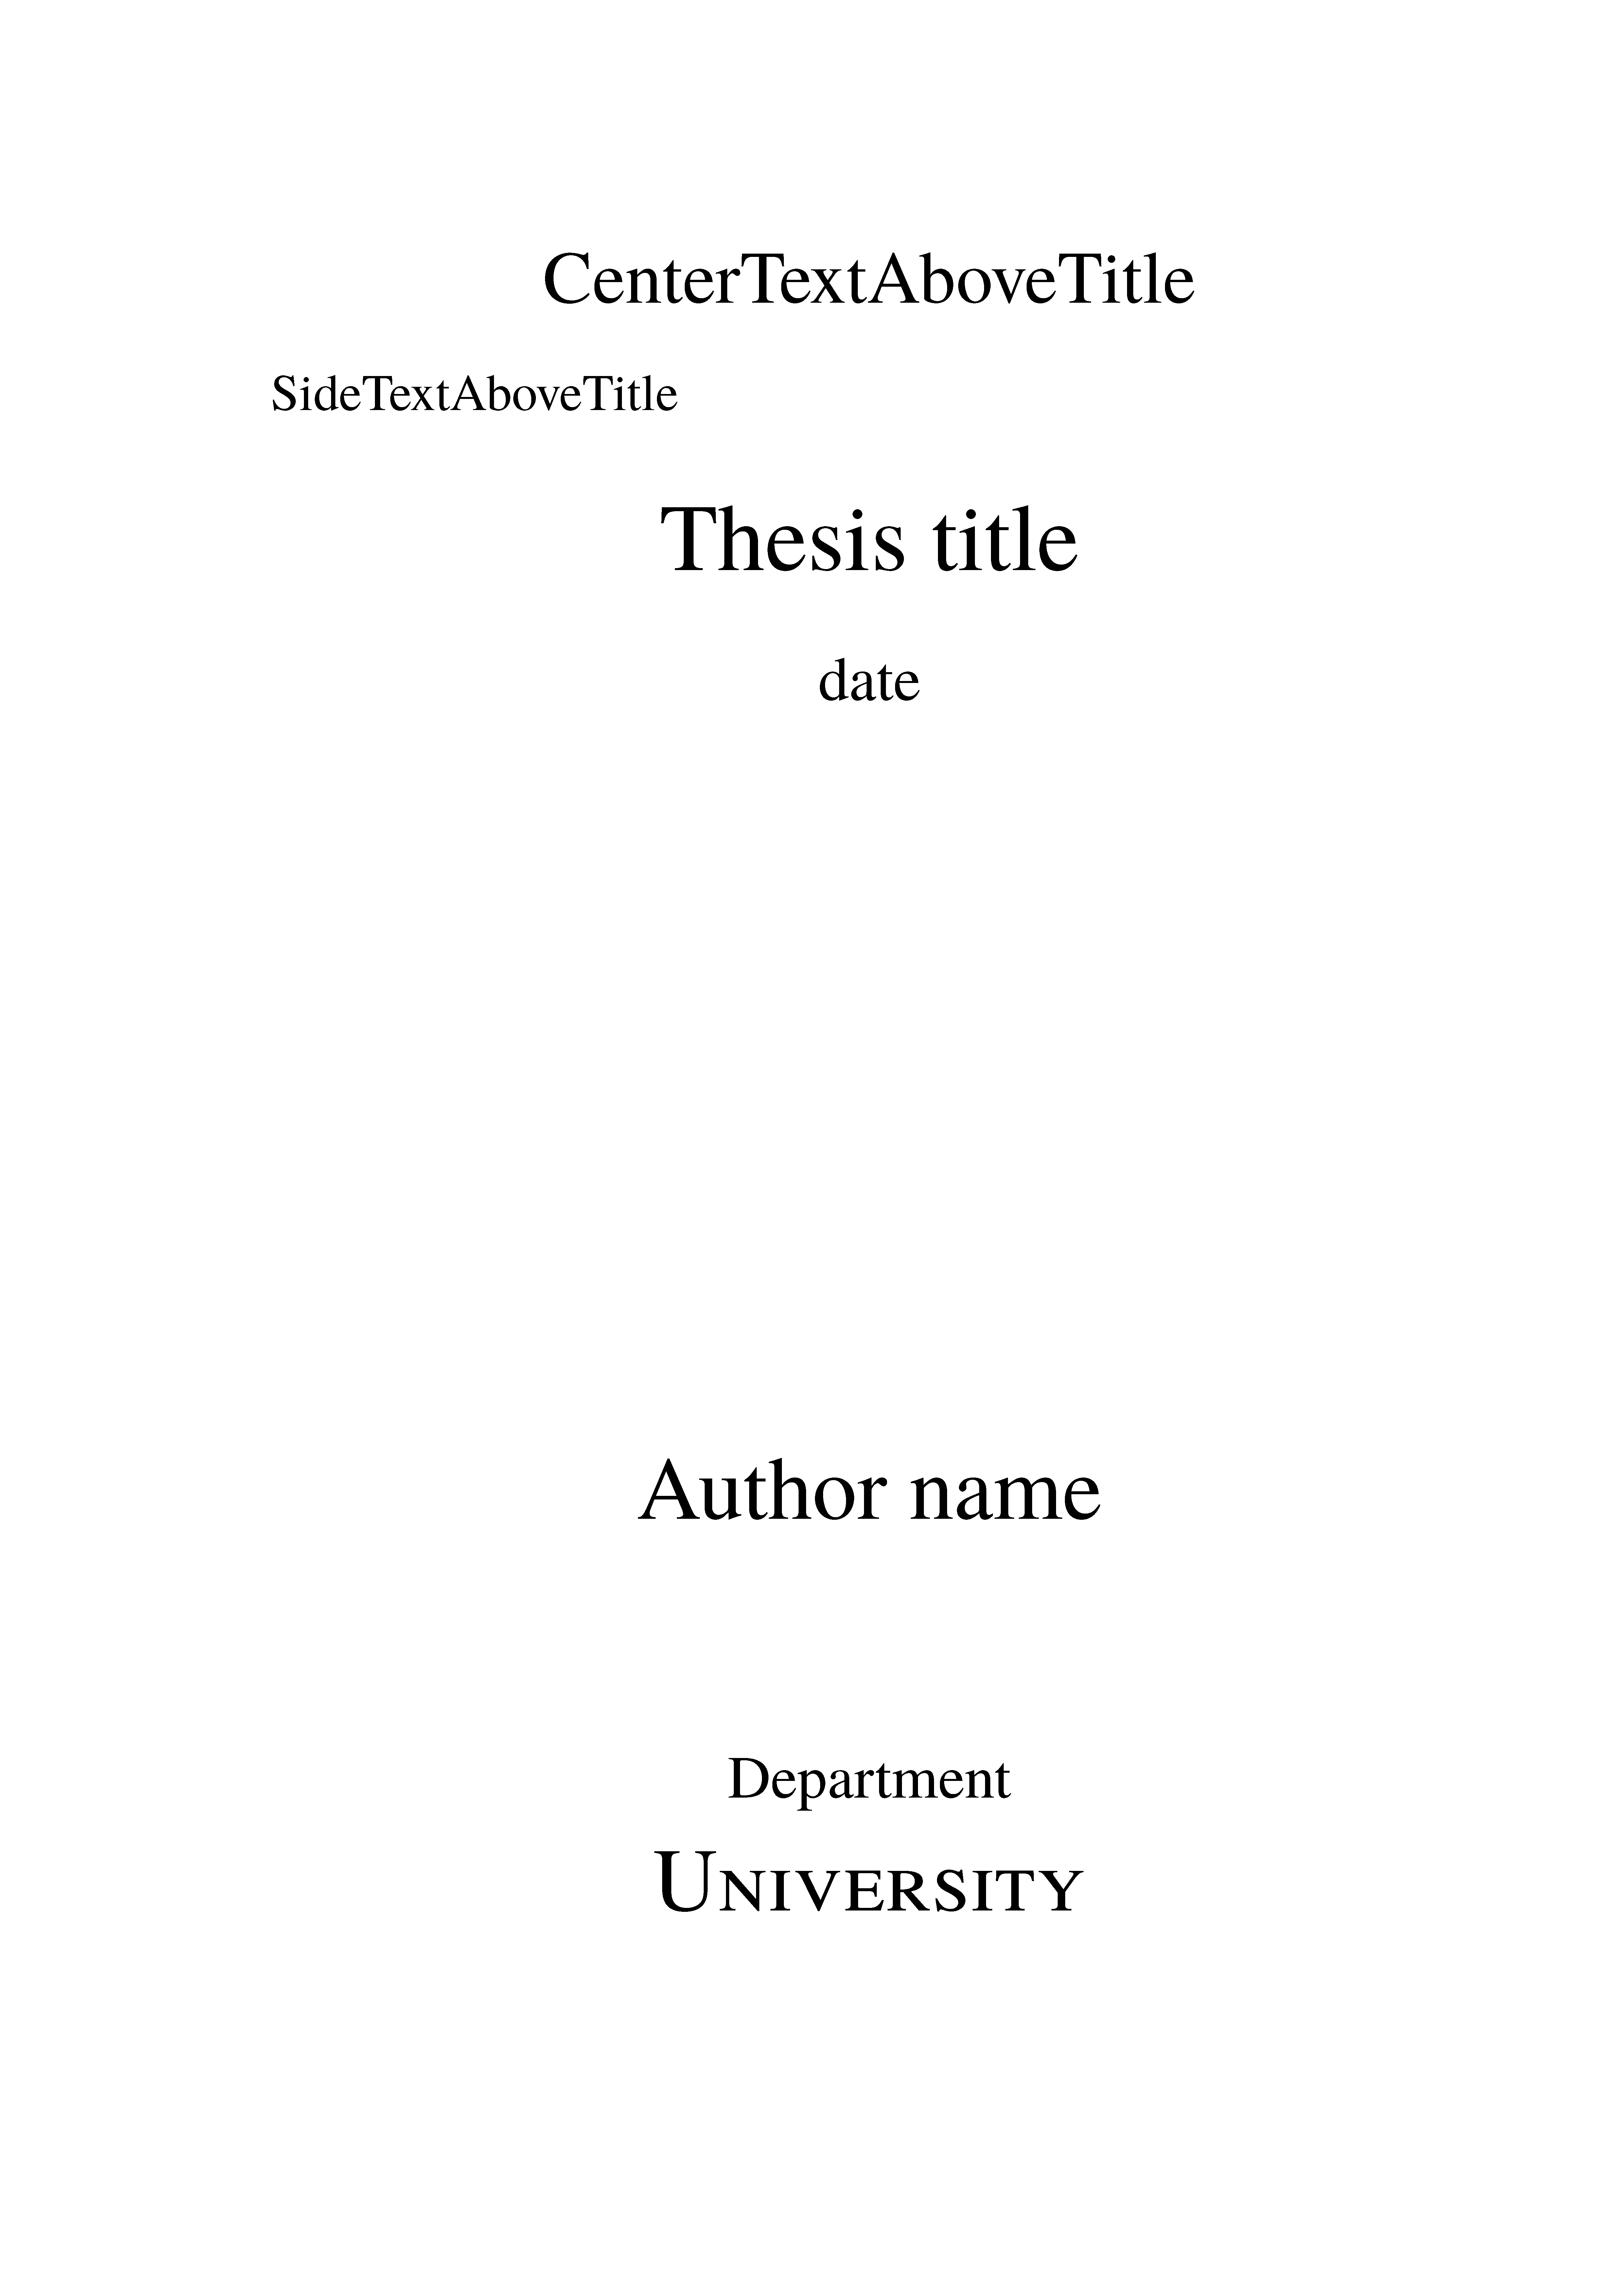 CenterTextAboveTitle
SideTextAboveTitle
Thesis title
date
Author name
Department
UNIVERSITY